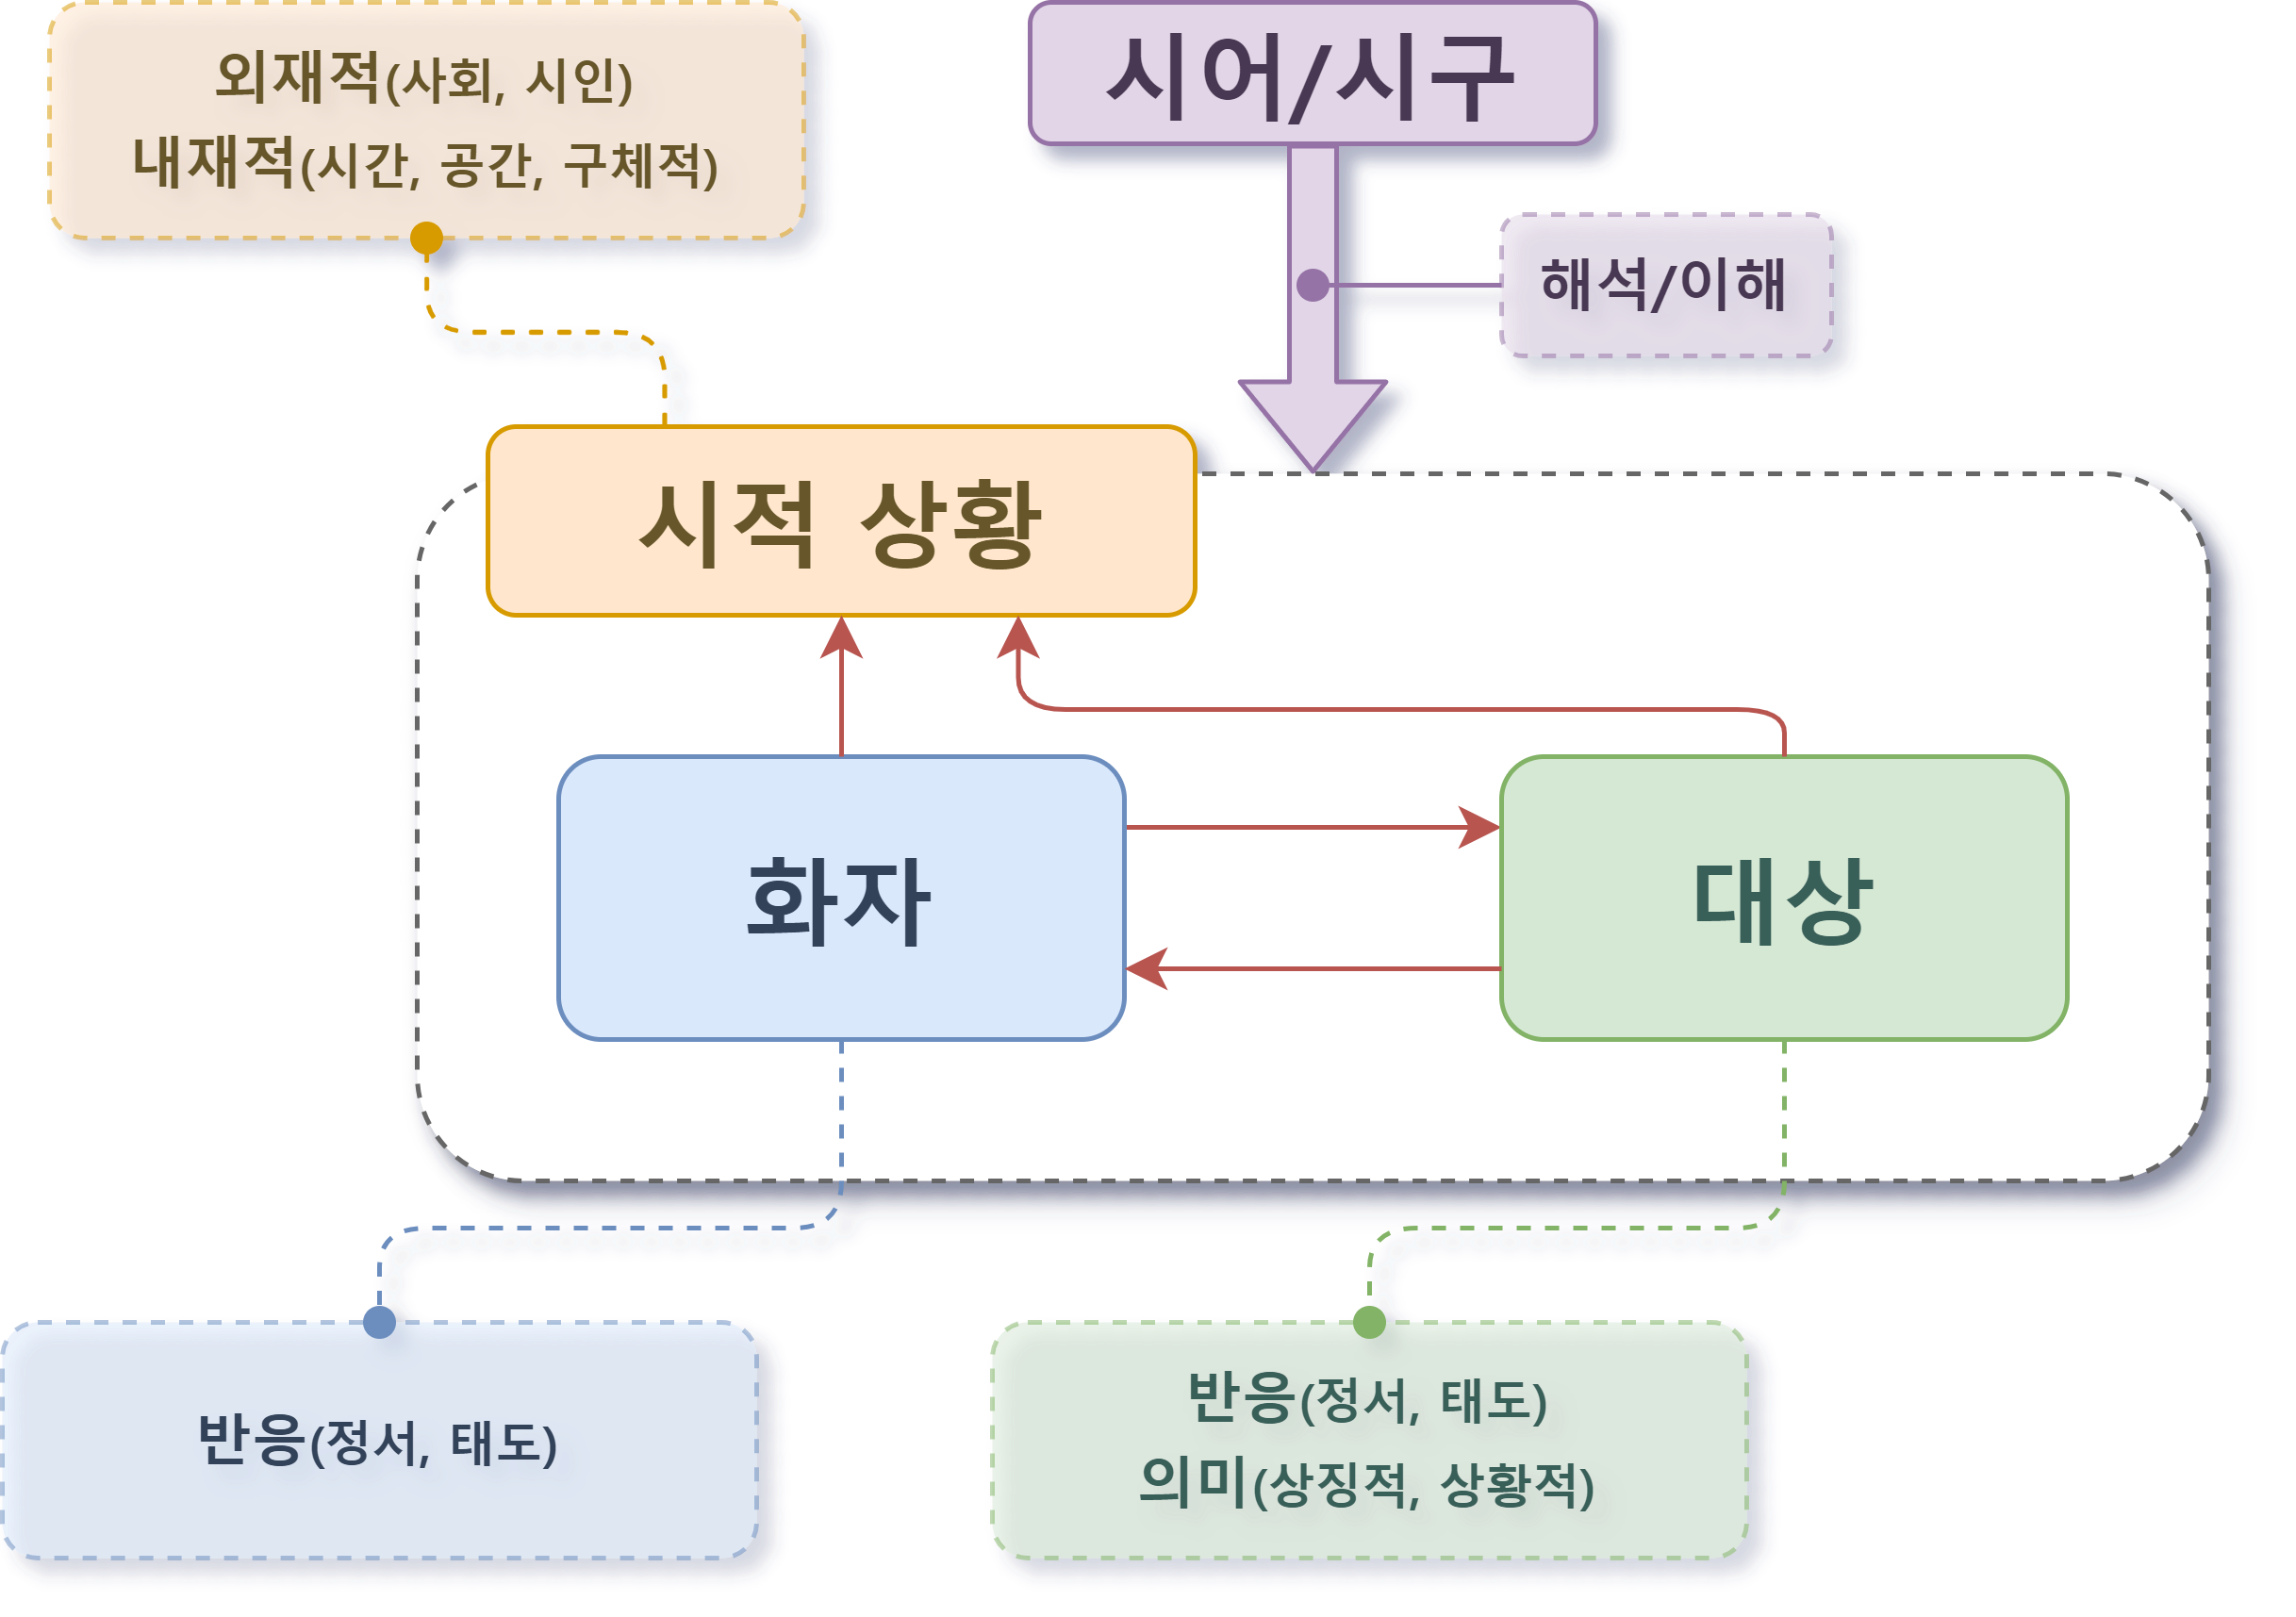 외재적(사회, 시인)
내재적(시간, 공간, 구체적)
시어/시구
해석/이해
시적 상황
화자
대상
반응(정서, 태도)
반응(정서, 태도)
의미(상징적, 상황적)